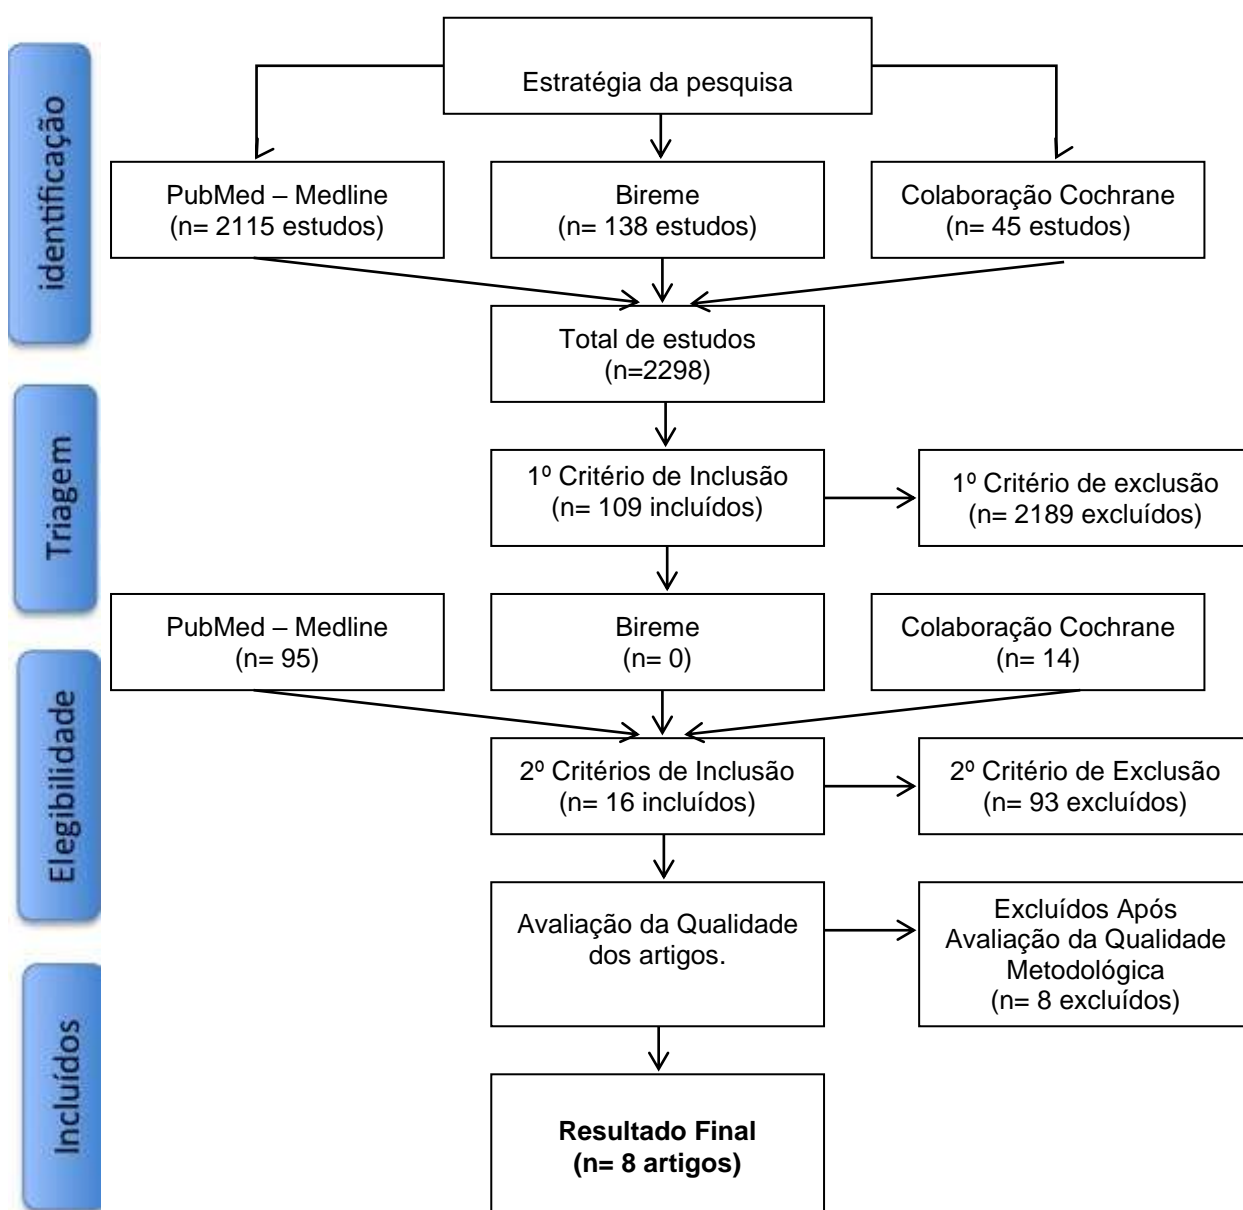 identificação
Estratégia da pesquisa
PubMed – Medline
(n= 2115 estudos)
Bireme
(n= 138 estudos)
Colaboração Cochrane
(n= 45 estudos)
Total de estudos
(n=2298)
Triagem
1º Critério de Inclusão
(n= 109 incluídos)
1º Critério de exclusão
(n= 2189 excluídos)
PubMed – Medline
(n= 95)
Bireme
(n= 0)
Colaboração Cochrane
(n= 14)
Elegibilidade
2º Critérios de Inclusão
(n= 16 incluídos)
2º Critério de Exclusão
(n= 93 excluídos)
Avaliação da Qualidade
dos artigos.
Excluídos Após
Avaliação da Qualidade
Metodológica
(n= 8 excluídos)
Incluídos
Resultado Final
(n= 8 artigos)